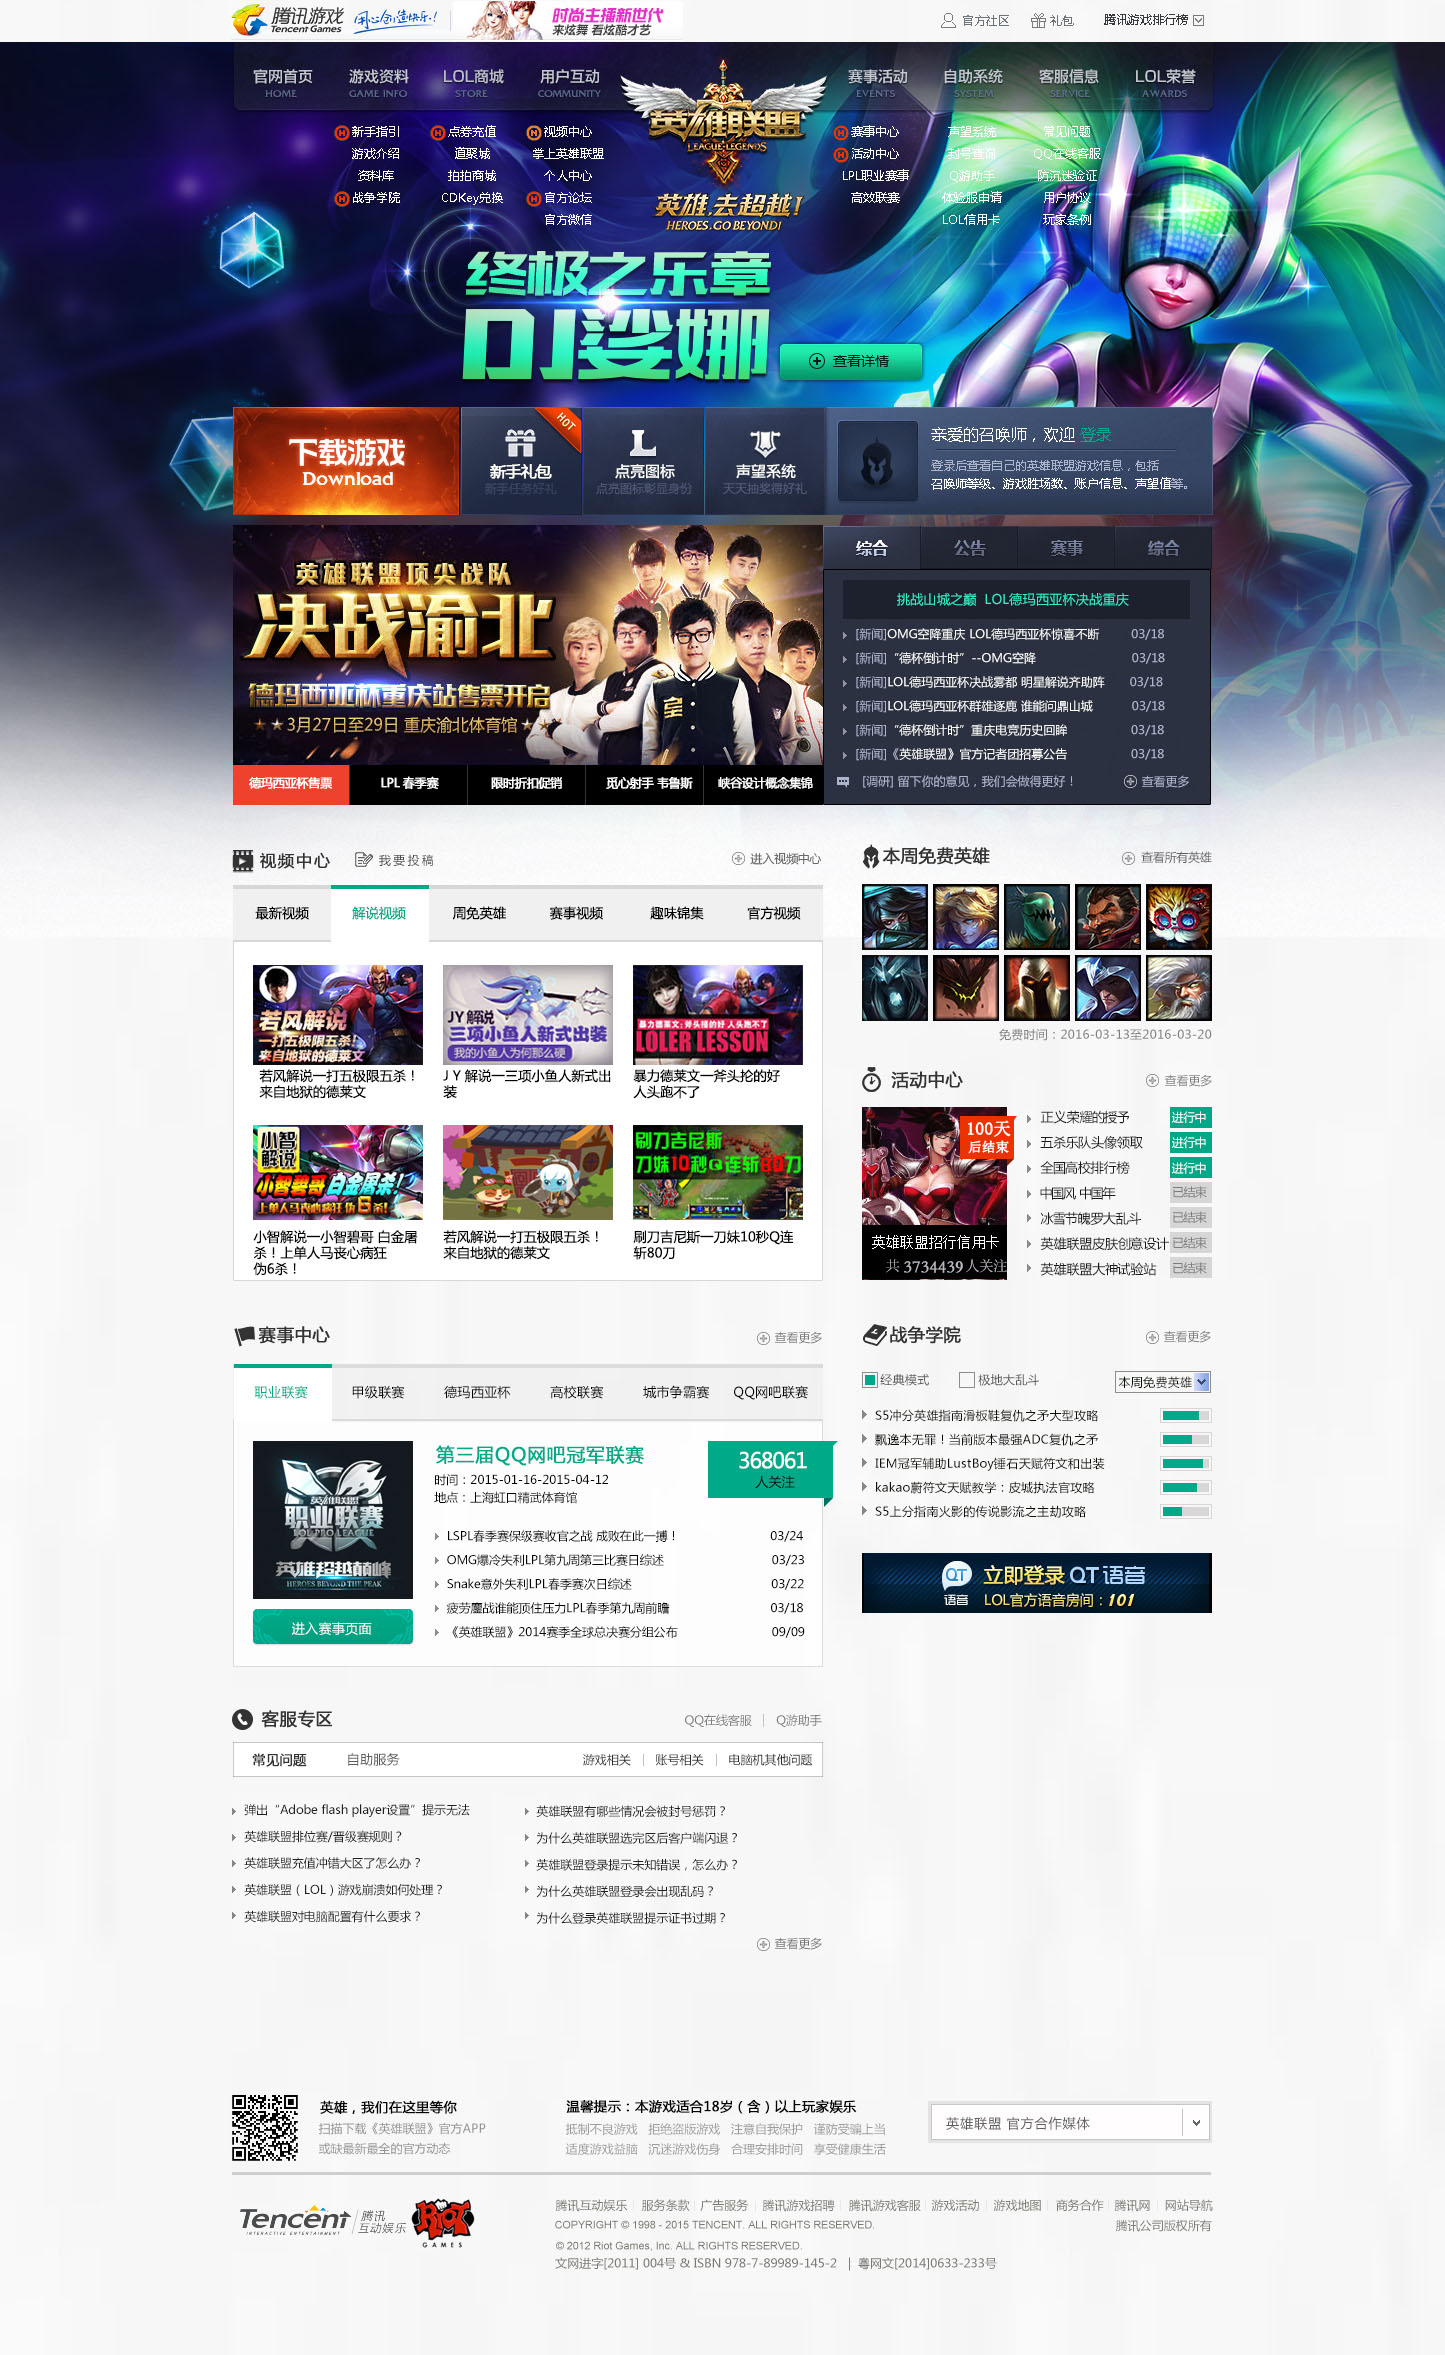 腾讯游戏
Tencent Games
用心创造快乐!
时尚主播新世代
来炫舞 看炫酷才艺
官方社区
礼包
腾讯游戏排行榜
官网首页 游戏资料 LOL商城 用户互动 赛事活动 自助系统 客服信息 LOL荣誉
HOME GAME INFO STORE COMMUNITY EVENTS SYSTEM SERVICE AWARDS
英雄联盟
LEAGUE of LEGENDS
新手指引 点券充值 视频中心 赛事中心 声望系统 常见问题
游戏介绍 道聚城 掌上英雄联盟 活动中心 封号查询 QQ在线客服
资料库 拍拍商城 个人中心 LPL职业赛事 Q游助手 防沉迷验证
战争学院 CDKey兑换 官方论坛 高效联赛 体验服申请 用户协议
官方微信 LOL信用卡 玩家条例
英雄,去超越!
HEROES,GO BEYOND!
终极之乐章
DJ娑娜
查看详情
下载游戏
Download
HOT
新手礼包
新手任务好礼
点亮图标
点亮图标彰显身份
声望系统
天天抽奖得好礼
亲爱的召唤师，欢迎 登录
登录后查看自己的英雄联盟游戏信息，包括
召唤师等级、游戏胜场数、账户信息、声望值等。
英雄联盟顶尖战队
决战渝北
德玛西亚杯重庆站售票开启
★★3月27日至29日 重庆渝北体育馆★
德玛西亚杯售票 LPL 春季赛 限时折扣促销 觅心射手 韦鲁斯 峡谷设计概念集锦
综合 公告 赛事 综合
挑战山城之巅 LOL德玛西亚杯决战重庆
[新闻]OMG空降重庆 LOL德玛西亚杯惊喜不断 03/18
[新闻]“德杯倒计时”--OMG空降 03/18
[新闻]LOL德玛西亚杯决战雾都 明星解说齐助阵 03/18
[新闻]LOL德玛西亚杯群雄逐鹿 谁能问鼎山城 03/18
[新闻]“德杯倒计时”重庆电竞历史回眸 03/18
[新闻]《英雄联盟》官方记者团招募公告 03/18
[调研] 留下你的意见，我们会做得更好！ 查看更多
视频中心 我要投稿 进入视频中心
最新视频 解说视频 周免英雄 赛事视频 趣味锦集 官方视频
若风解说
一打五极限五杀!
来自地狱的德莱文
JY 解说
三项小鱼人新式出装
我的小鱼人为何那么硬
暴力德莱文:斧头接的好 人头跑不了
LOLER LESSON
若风解说一打五极限五杀！
来自地狱的德莱文
J Y 解说一三项小鱼人新式出
装
暴力德莱文一斧头抡的好
人头跑不了
小智解说
小智碧哥 白金屠杀!
上单人马丧心病狂 伪6杀!
刷刀吉尼斯
刀妹10秒Q连斩80刀
小智解说一小智碧哥 白金屠
杀！上单人马丧心病狂
伪6杀！
若风解说一打五极限五杀！
来自地狱的德莱文
刷刀吉尼斯一刀妹10秒Q连
斩80刀
本周免费英雄 查看所有英雄
免费时间：2016-03-13至2016-03-20
活动中心 查看更多
100天
后结束
英雄联盟招行信用卡
共 3734439 人关注
正义荣耀的授予 进行中
五杀乐队头像领取 进行中
全国高校排行榜 进行中
中国风 中国年 已结束
冰雪节魄罗大乱斗 已结束
英雄联盟皮肤创意设计 已结束
英雄联盟大神试验站 已结束
赛事中心 查看更多
职业联赛 甲级联赛 德玛西亚杯 高校联赛 城市争霸赛 QQ网吧联赛
英雄联盟
职业联赛
LOL PRO LEAGUE
英雄超越巅峰
HEROES BEYOND THE PEAK
进入赛事页面
第三届QQ网吧冠军联赛
时间：2015-01-16-2015-04-12
地点：上海虹口精武体育馆
368061
人关注
LSPL春季赛保级赛收官之战 成败在此一搏！ 03/24
OMG爆冷失利LPL第九周第三比赛日综述 03/23
Snake意外失利LPL春季赛次日综述 03/22
疲劳鏖战谁能顶住压力LPL春季第九周前瞻 03/18
《英雄联盟》2014赛季全球总决赛分组公布 09/09
战争学院 查看更多
经典模式 极地大乱斗 本周免费英雄
S5冲分英雄指南滑板鞋复仇之矛大型攻略
飘逸本无罪！当前版本最强ADC复仇之矛
IEM冠军辅助LustBoy锤石天赋符文和出装
kakao蔚符文天赋教学：皮城执法官攻略
S5上分指南火影的传说影流之主劫攻略
QT
语音
立即登录 QT语音
LOL官方语音房间：101
客服专区 QQ在线客服 | Q游助手
常见问题 自助服务 游戏相关 | 账号相关 | 电脑机其他问题
弹出“Adobe flash player设置”提示无法
英雄联盟排位赛/晋级赛规则？
英雄联盟充值冲错大区了怎么办？
英雄联盟（LOL）游戏崩溃如何处理？
英雄联盟对电脑配置有什么要求？
英雄联盟有哪些情况会被封号惩罚？
为什么英雄联盟选完区后客户端闪退？
英雄联盟登录提示未知错误，怎么办？
为什么英雄联盟登录会出现乱码？
为什么登录英雄联盟提示证书过期？
查看更多
英雄，我们在这里等你
扫描下载《英雄联盟》官方APP
或缺最新最全的官方动态
温馨提示：本游戏适合18岁（含）以上玩家娱乐
抵制不良游戏 拒绝盗版游戏 注意自我保护 谨防受骗上当
适度游戏益脑 沉迷游戏伤身 合理安排时间 享受健康生活
英雄联盟 官方合作媒体
Tencent
INTERACTIVE ENTERTAINMENT
腾讯
互动娱乐
RIOT
GAMES
腾讯互动娱乐 服务条款 广告服务 腾讯游戏招聘 腾讯游戏客服 游戏活动 游戏地图 商务合作 腾讯网 网站导航
COPYRIGHT © 1998 - 2015 TENCENT. ALL RIGHTS RESERVED. 腾讯公司版权所有
© 2012 Riot Games, Inc. ALL RIGHTS RESERVED.
文网进字[2011] 004号 & ISBN 978-7-89989-145-2 | 粤网文[2014]0633-233号